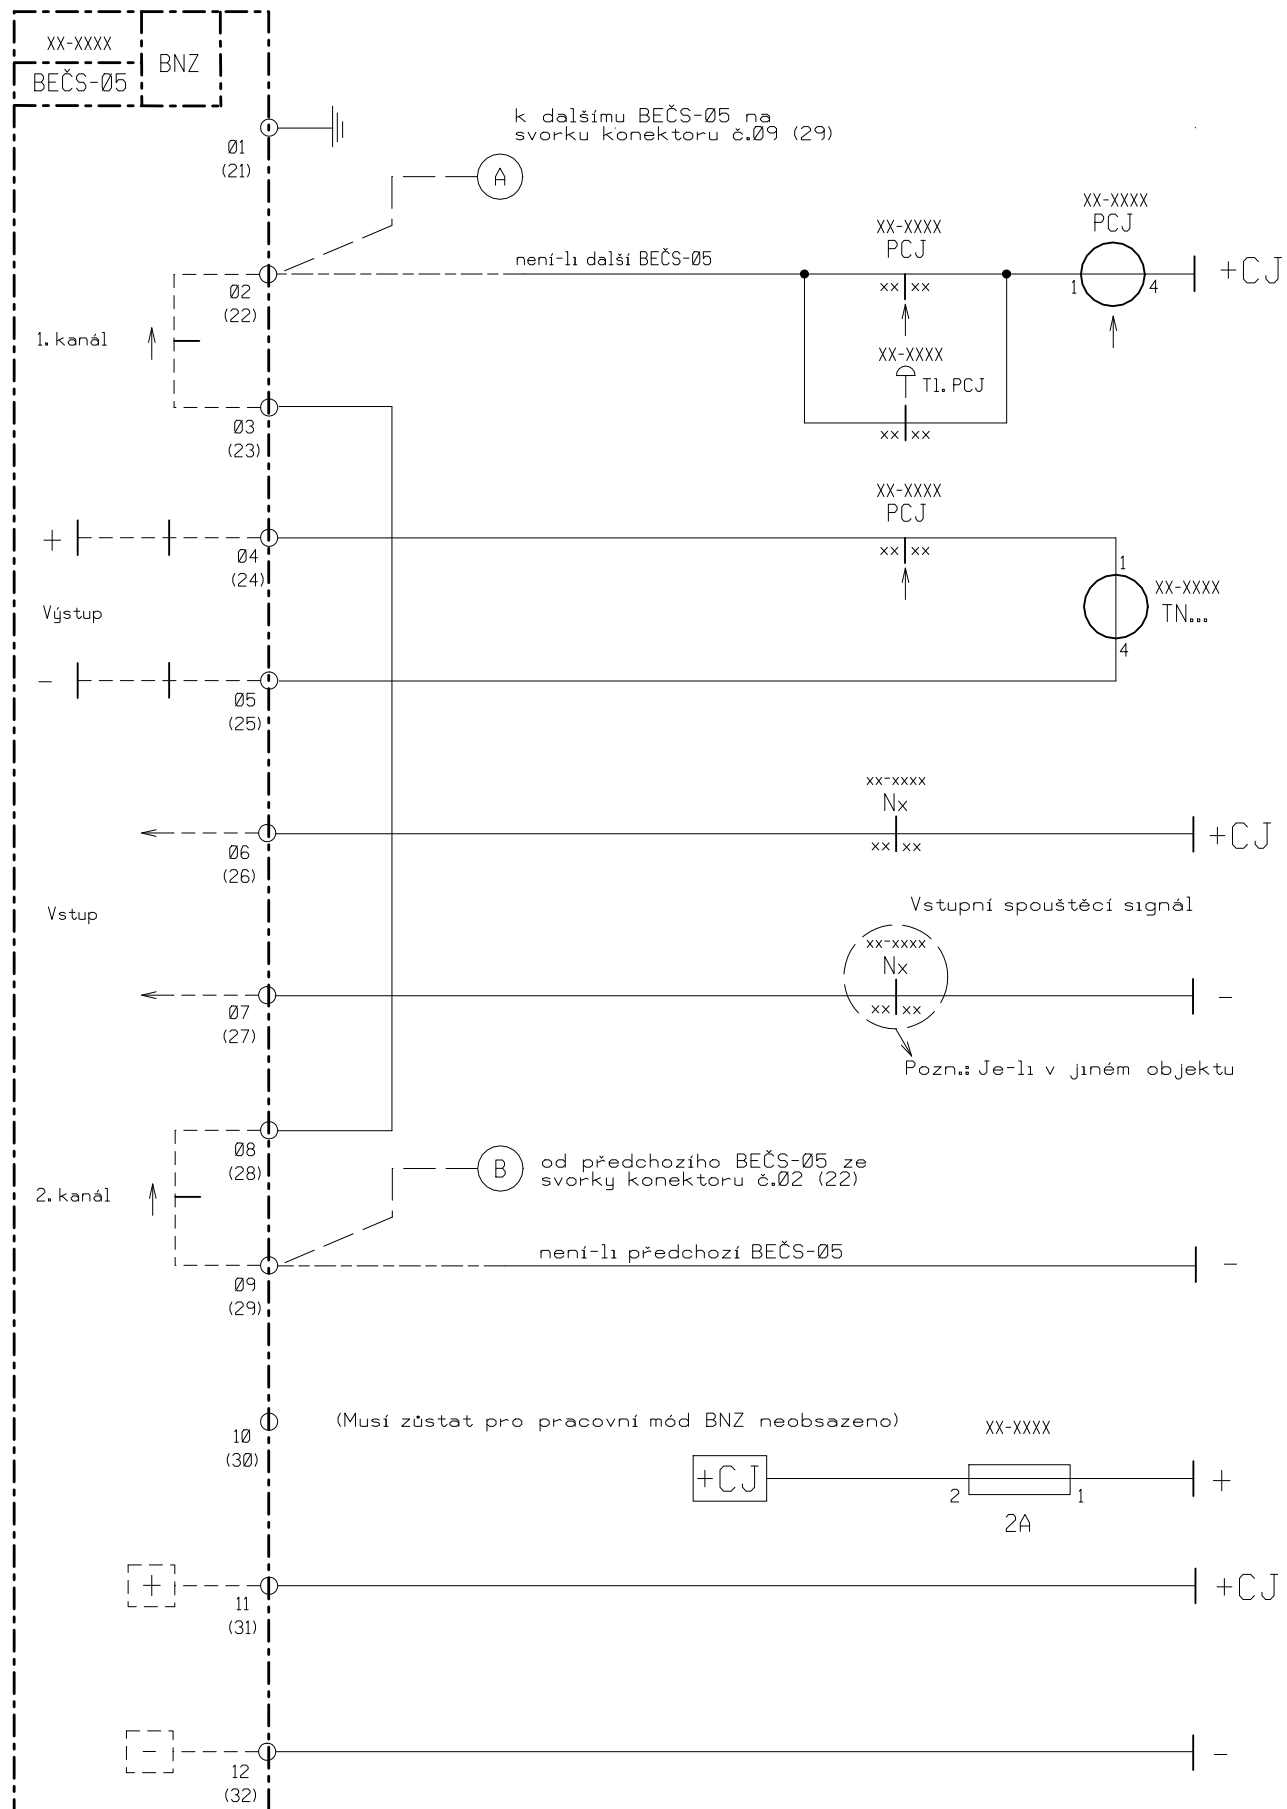 XX-XXXX
BNZ
BEČS-Ø5
Ø1
(21)
k dalšímu BEČS-Ø5 na
svorku konektoru č.Ø9 (29)
A
XX-XXXX
PCJ
XX-XXXX
PCJ
není-li další BEČS-Ø5
+CJ
xx xx
1
4
Ø2
(22)
1. kanál
XX-XXXX
Tl. PCJ
xx xx
Ø3
(23)
XX-XXXX
PCJ
+
xx xx
Ø4
(24)
1
XX-XXXX
TN...
4
Výstup
-
Ø5
(25)
xx-xxxx
Nx
+CJ
xx xx
Ø6
(26)
Vstup
Vstupní spouštěcí signál
xx-xxxx
Nx
-
xx xx
Ø7
(27)
Pozn.: Je-li v jiném objektu
Ø8
(28)
B
od předchozího BEČS-Ø5 ze
svorky konektoru č.Ø2 (22)
2. kanál
není-li předchozí BEČS-Ø5
-
Ø9
(29)
(Musí zůstat pro pracovní mód BNZ neobsazeno)
XX-XXXX
1Ø
(3Ø)
+CJ
2
1
+
2A
+
+CJ
11
(31)
-
-
12
(32)